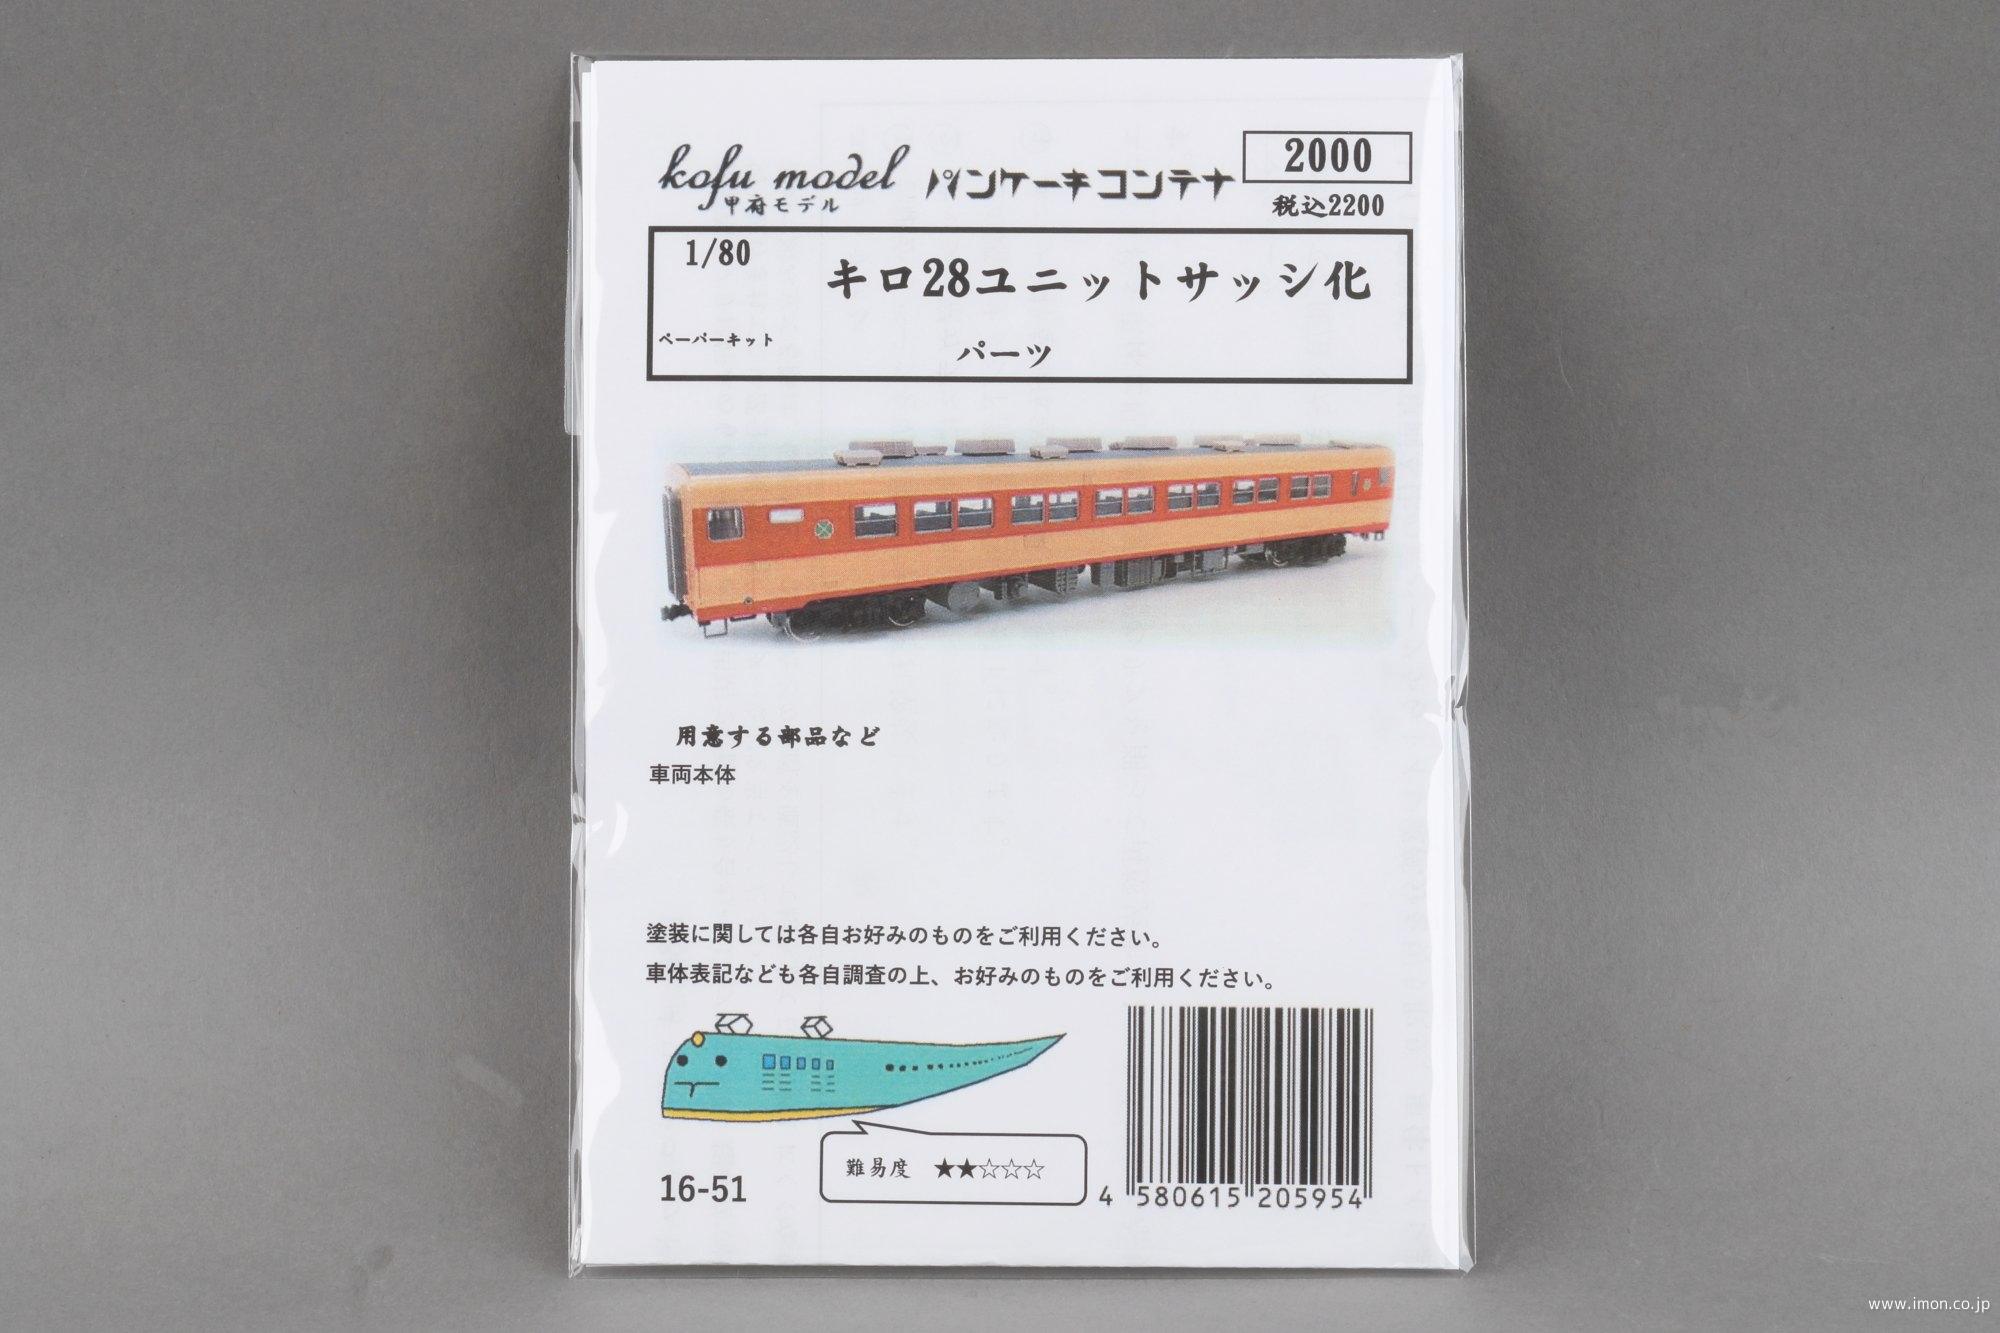 kofu model
甲府モデル
パンケーキコンテナ
2000
税込2200
1/80
キロ28ユニットサッシ化
ペーパーキット
パーツ
用意する部品など
車両本体
塗装に関しては各自お好みのものをご利用ください。
車体表記なども各自調査の上、お好みのものをご利用ください。
難易度 ★★☆☆☆
16-51
4 580615 205954
www.imon.co.jp